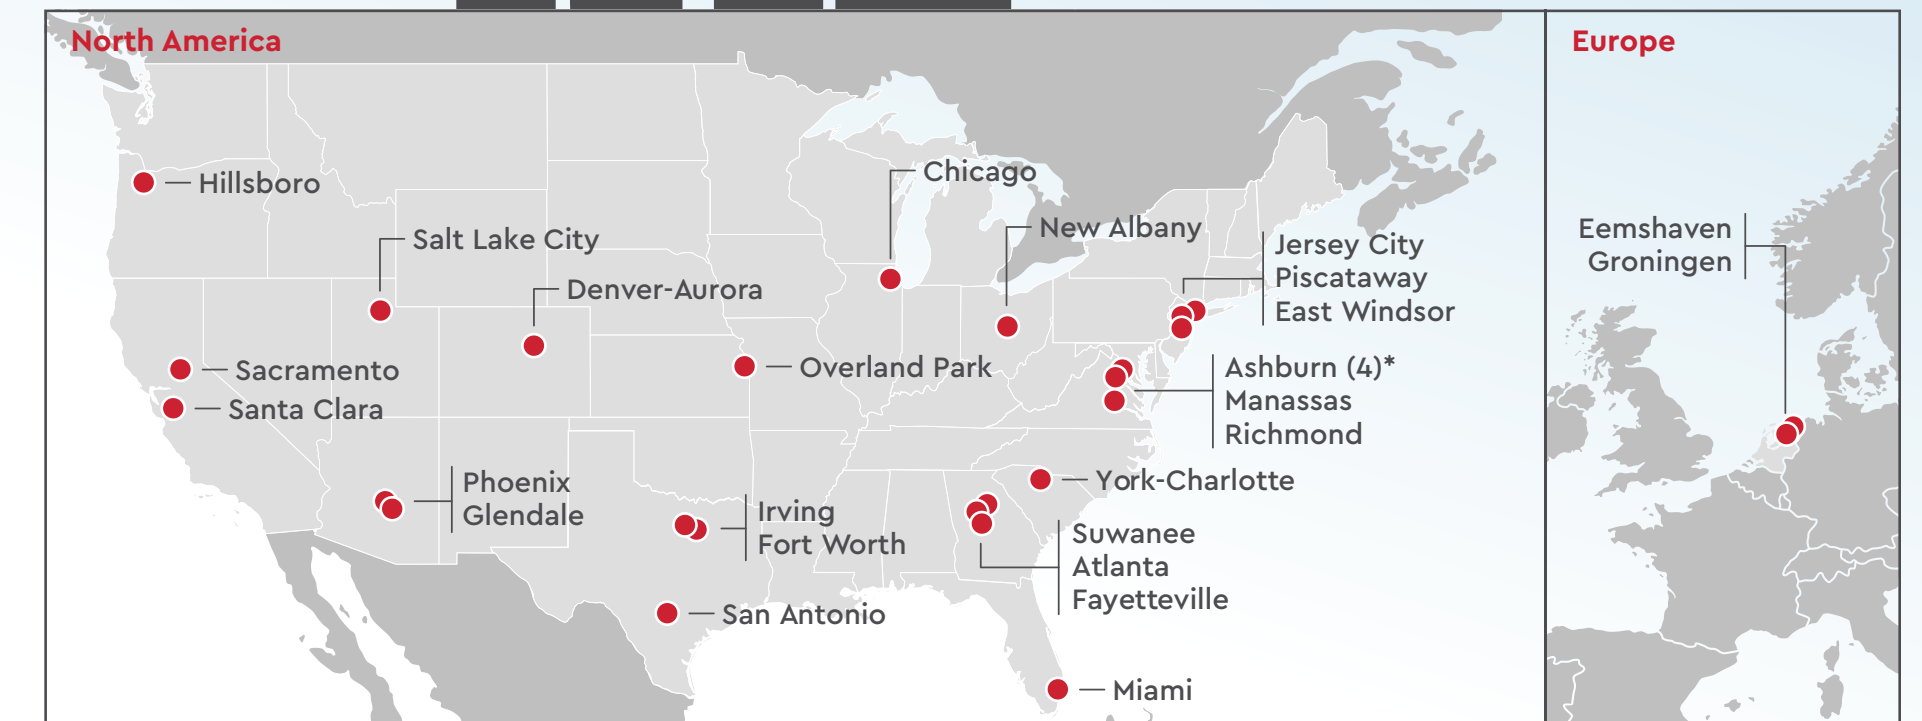 North America
Europe
Hillsboro
Chicago
Salt Lake City
New Albany
Jersey City
Piscataway
East Windsor
Eemshaven
Groningen
Denver-Aurora
Sacramento
Santa Clara
Overland Park
Ashburn (4)*
Manassas
Richmond
Phoenix
Glendale
York-Charlotte
Irving
Fort Worth
Suwanee
Atlanta
Fayetteville
San Antonio
Miami